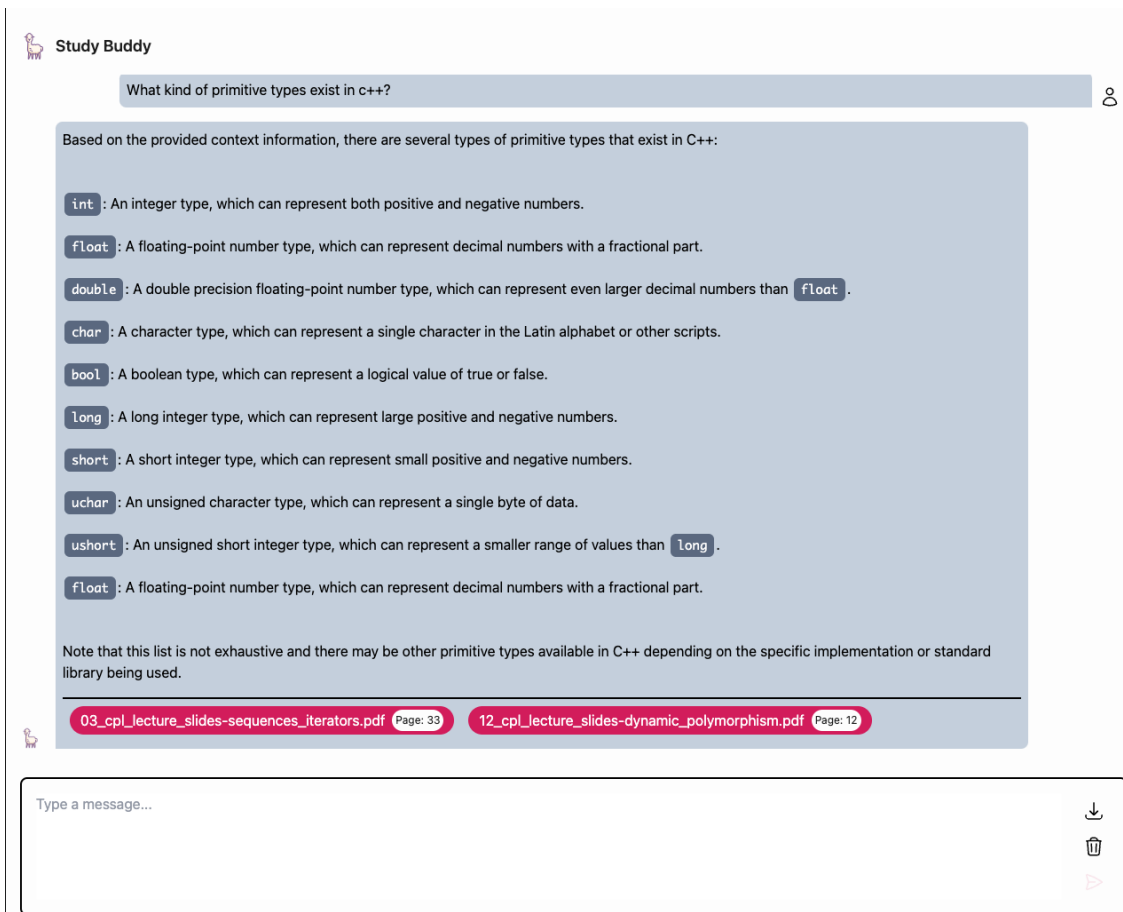 Study Buddy
What kind of primitive types exist in c++?
Based on the provided context information, there are several types of primitive types that exist in C++:
int : An integer type, which can represent both positive and negative numbers.
float : A floating-point number type, which can represent decimal numbers with a fractional part.
double : A double precision floating-point number type, which can represent even larger decimal numbers than float .
char : A character type, which can represent a single character in the Latin alphabet or other scripts.
bool : A boolean type, which can represent a logical value of true or false.
long : A long integer type, which can represent large positive and negative numbers.
short : A short integer type, which can represent small positive and negative numbers.
uchar : An unsigned character type, which can represent a single byte of data.
ushort : An unsigned short integer type, which can represent a smaller range of values than long .
float : A floating-point number type, which can represent decimal numbers with a fractional part.
Note that this list is not exhaustive and there may be other primitive types available in C++ depending on the specific implementation or standard
library being used.
03_cpl_lecture_slides-sequences_iterators.pdf Page: 33 12_cpl_lecture_slides-dynamic_polymorphism.pdf Page: 12
Type a message...